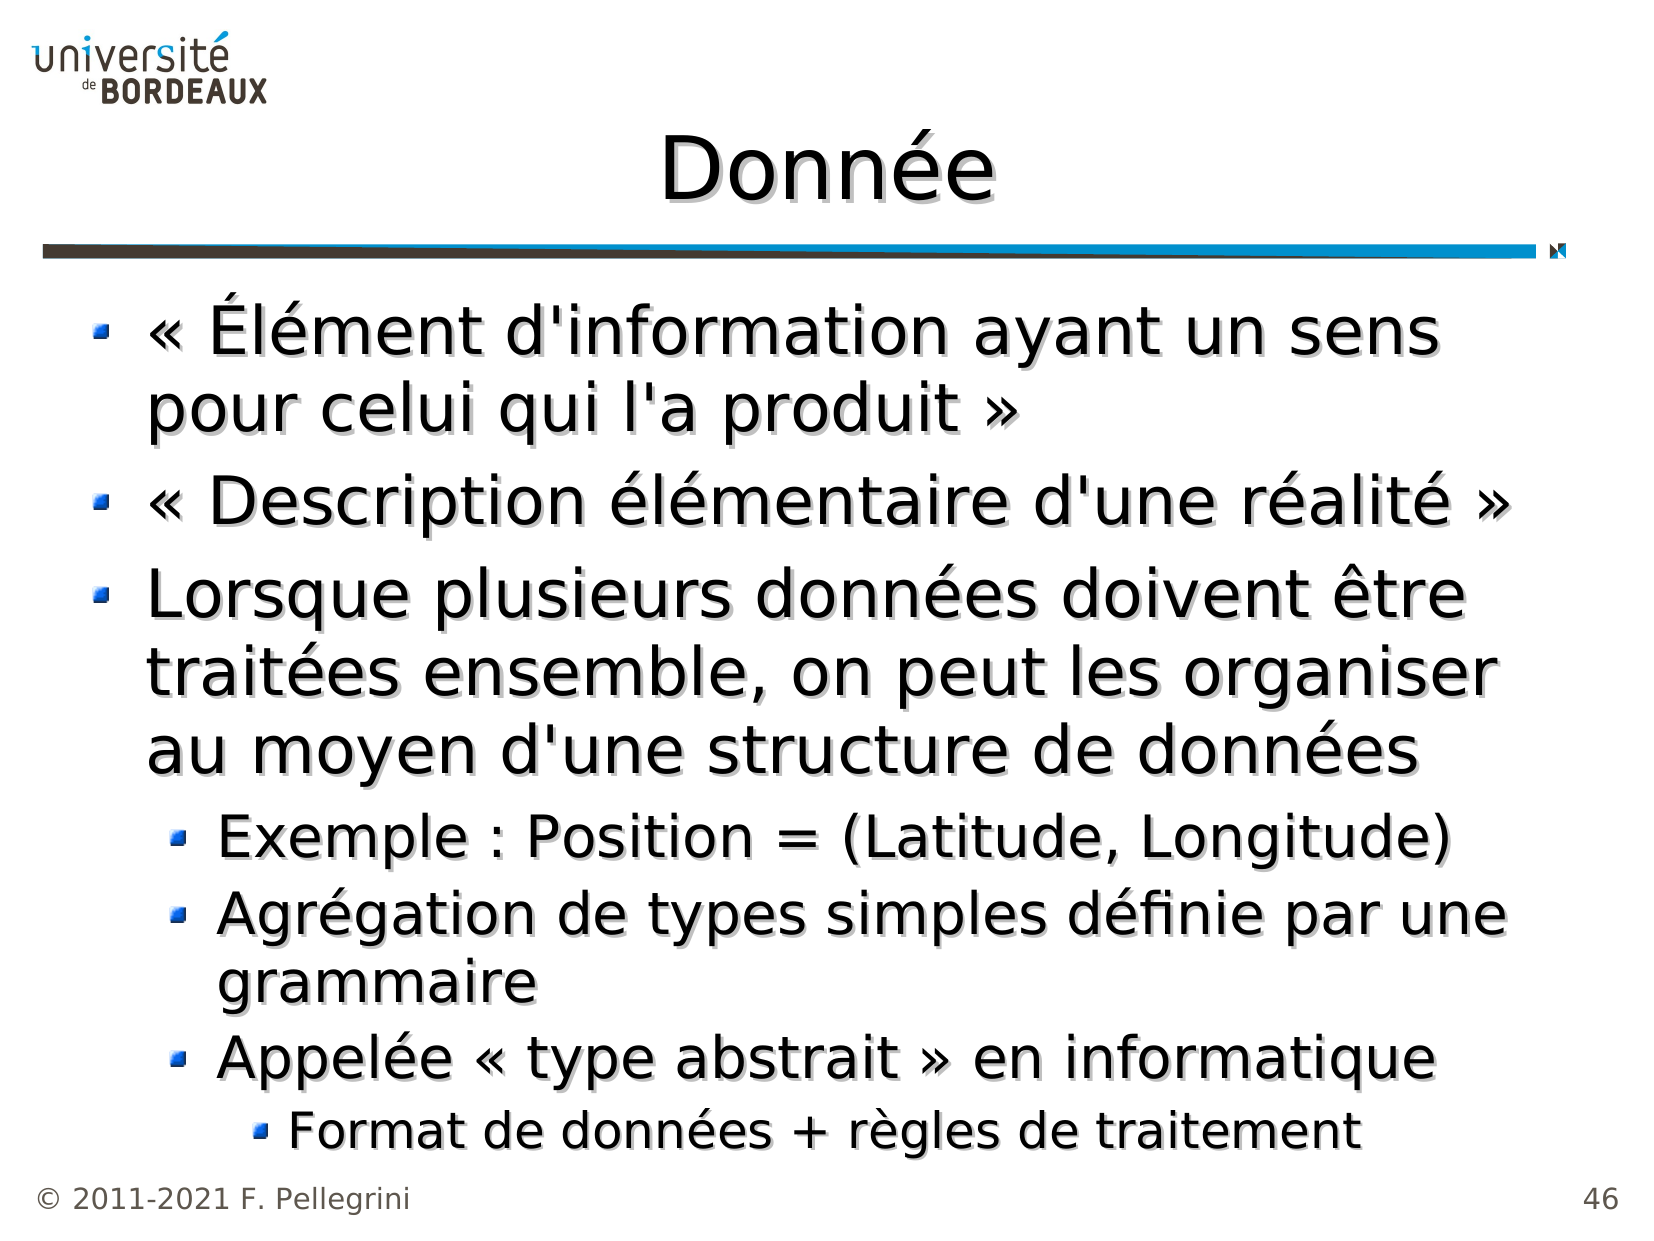 université
de BORDEAUX
Donnée
« Élément d'information ayant un sens
pour celui qui l'a produit »
« Description élémentaire d'une réalité »
Lorsque plusieurs données doivent être
traitées ensemble, on peut les organiser
au moyen d'une structure de données
Exemple : Position = (Latitude, Longitude)
Agrégation de types simples définie par une
grammaire
Appelée « type abstrait » en informatique
Format de données + règles de traitement
© 2011-2021 F. Pellegrini
46